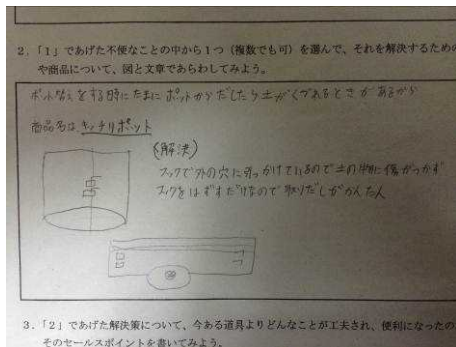 2．「1」であげた不便なことの中から1つ（複数でも可）を選んで、それを解決するための
や商品について、図と文章であらわしてみよう。
ポット替えをする時にたまにポットからだしたら土がくずれるときがあるから
商品名は キッチリポット
(解決)
フックで外の穴に引っかけているので土の中物に傷がつかず
フックをはずすだけなので取りだしがかんたん
3．「2」であげた解決策について、今ある道具よりどんなことが工夫され、便利になったの
そのセールスポイントを書いてみよう。